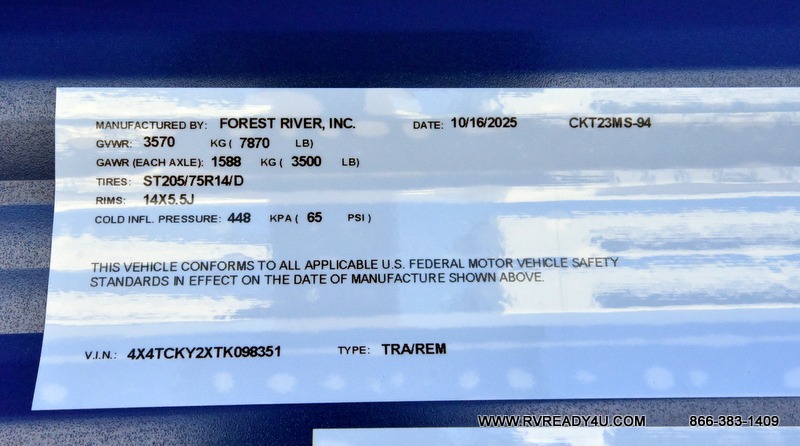 MANUFACTURED BY: FOREST RIVER, INC. DATE: 10/16/2025 CKT23MS-94
GVWR: 3570 KG ( 7870 LB)
GAWR (EACH AXLE): 1588 KG ( 3500 LB)
TIRES: ST205/75R14/D
RIMS: 14X5.5J
COLD INFL. PRESSURE: 448 KPA ( 65 PSI )
THIS VEHICLE CONFORMS TO ALL APPLICABLE U.S. FEDERAL MOTOR VEHICLE SAFETY
STANDARDS IN EFFECT ON THE DATE OF MANUFACTURE SHOWN ABOVE.
V.I.N.: 4X4TCKY2XTK098351 TYPE: TRA/REM
WWW.RVREADY4U.COM 866-383-1409